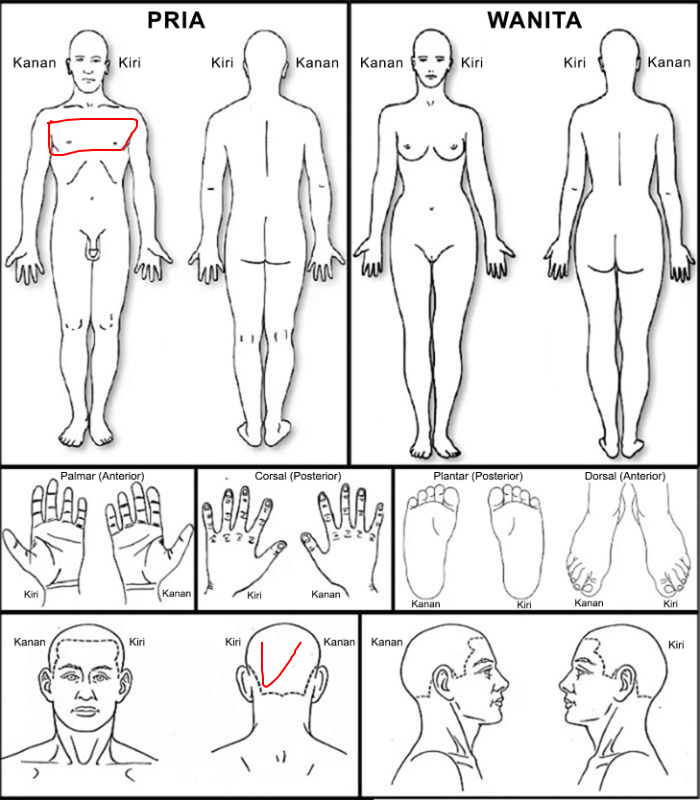 PRIA
WANITA
Kanan Kiri Kiri Kanan Kanan Kiri Kiri Kanan
Palmar (Anterior)
Corsal (Posterior)
Plantar (Posterior)
Dorsal (Anterior)
Kiri Kanan
Kiri Kanan
Kanan Kiri
Kanan Kiri
Kanan Kiri
Kiri Kanan
Kanan Kiri